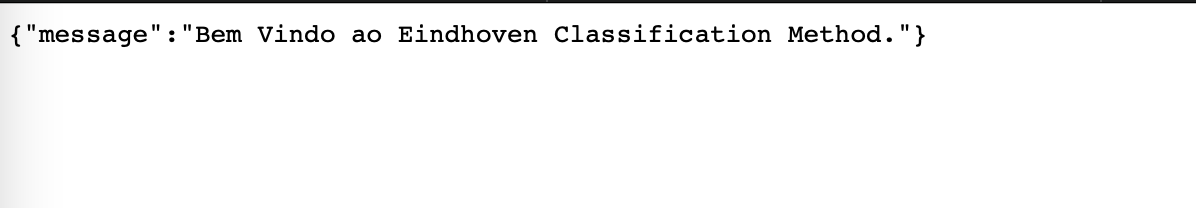 {"message":"Bem Vindo ao Eindhoven Classification Method."}